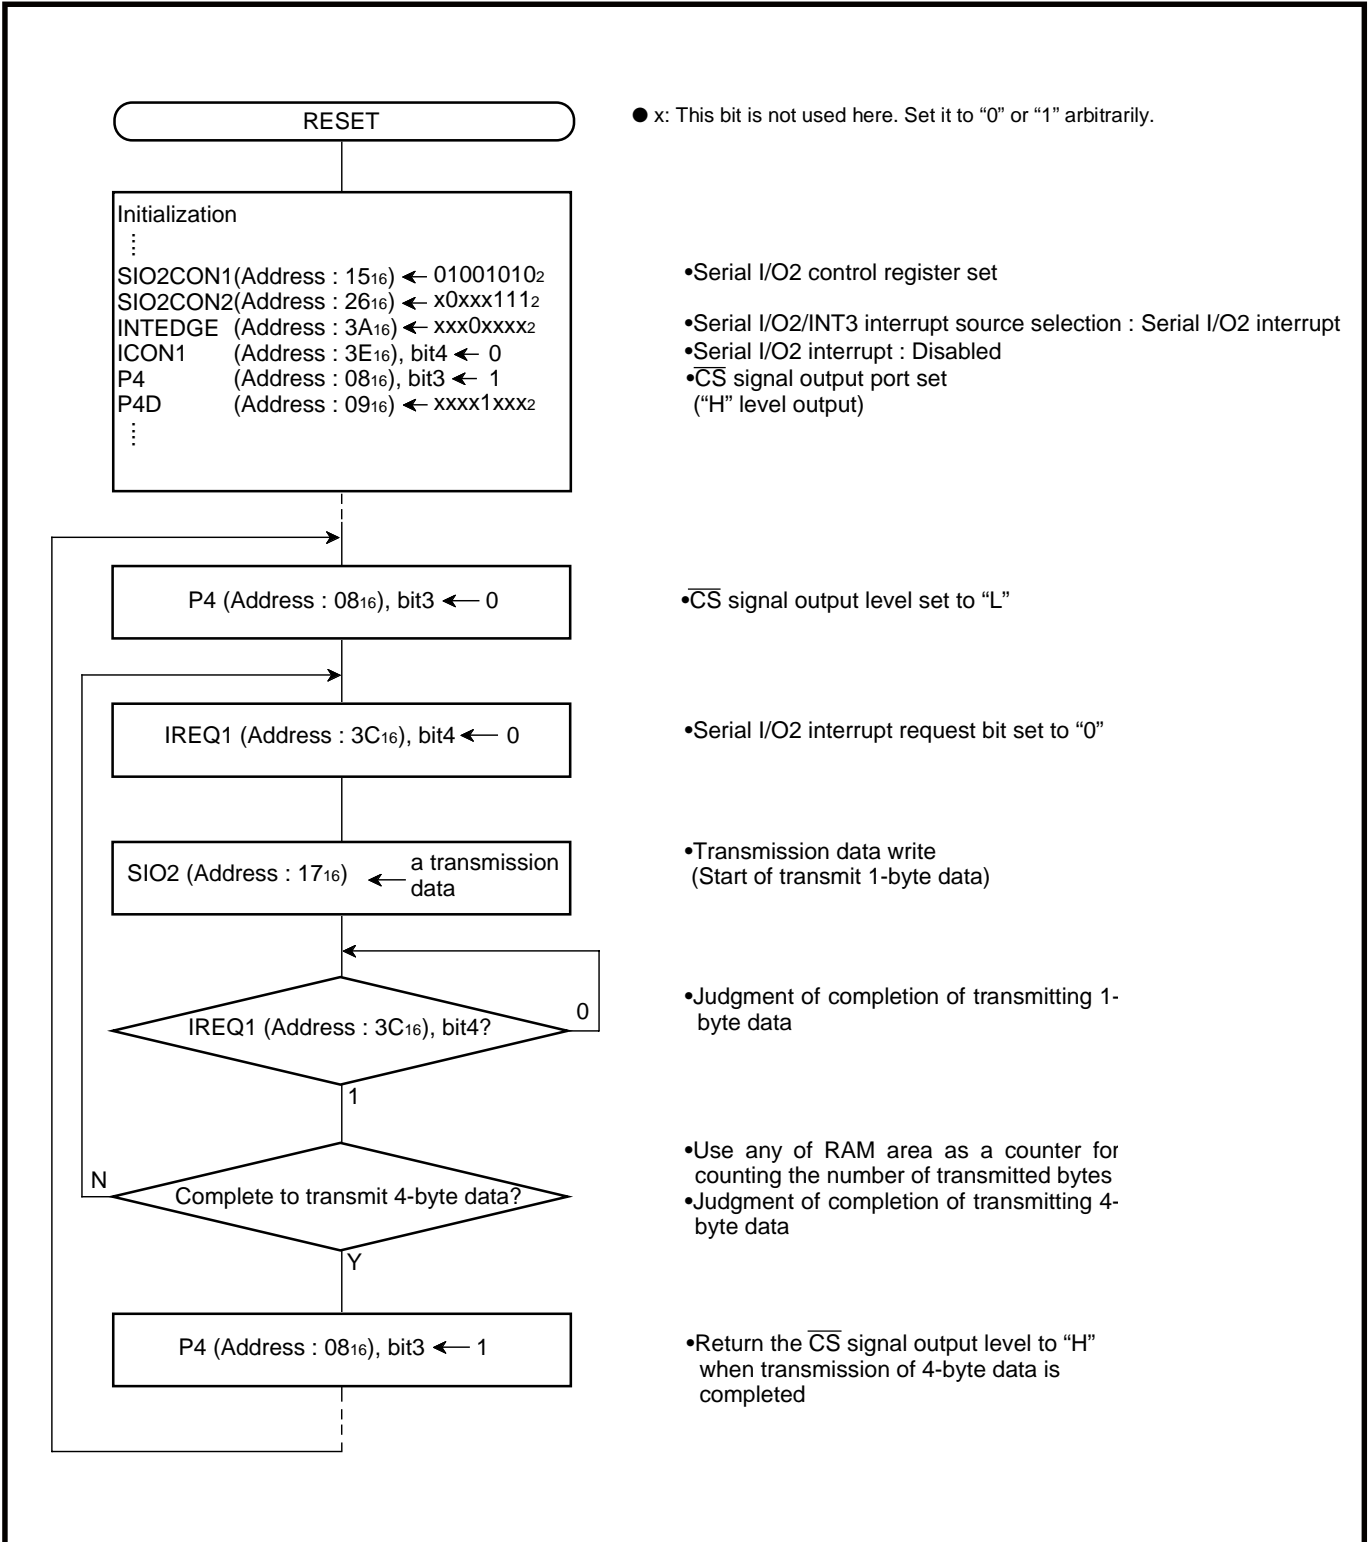 RESET
● x: This bit is not used here. Set it to “0” or “1” arbitrarily.
Initialization
⋮
SIO2CON1(Address : 15₁₆) ← 01001010₂
•Serial I/O2 control register set
SIO2CON2(Address : 26₁₆) ← x0xxx111₂
INTEDGE (Address : 3A₁₆) ← xxx0xxxx₂
•Serial I/O2/INT3 interrupt source selection : Serial I/O2 interrupt
ICON1 (Address : 3E₁₆), bit4 ← 0
•Serial I/O2 interrupt : Disabled
P4 (Address : 08₁₆), bit3 ← 1
•C̅S̅ signal output port set
P4D (Address : 09₁₆) ← xxxx1xxx₂
(“H” level output)
⋮
P4 (Address : 08₁₆), bit3 ← 0
•C̅S̅ signal output level set to “L”
IREQ1 (Address : 3C₁₆), bit4 ← 0
•Serial I/O2 interrupt request bit set to “0”
SIO2 (Address : 17₁₆) ← a transmission
data
•Transmission data write
(Start of transmit 1-byte data)
IREQ1 (Address : 3C₁₆), bit4?
0
1
•Judgment of completion of transmitting 1-
byte data
Complete to transmit 4-byte data?
N
Y
•Use any of RAM area as a counter for
counting the number of transmitted bytes
•Judgment of completion of transmitting 4-
byte data
P4 (Address : 08₁₆), bit3 ← 1
•Return the C̅S̅ signal output level to “H”
when transmission of 4-byte data is
completed